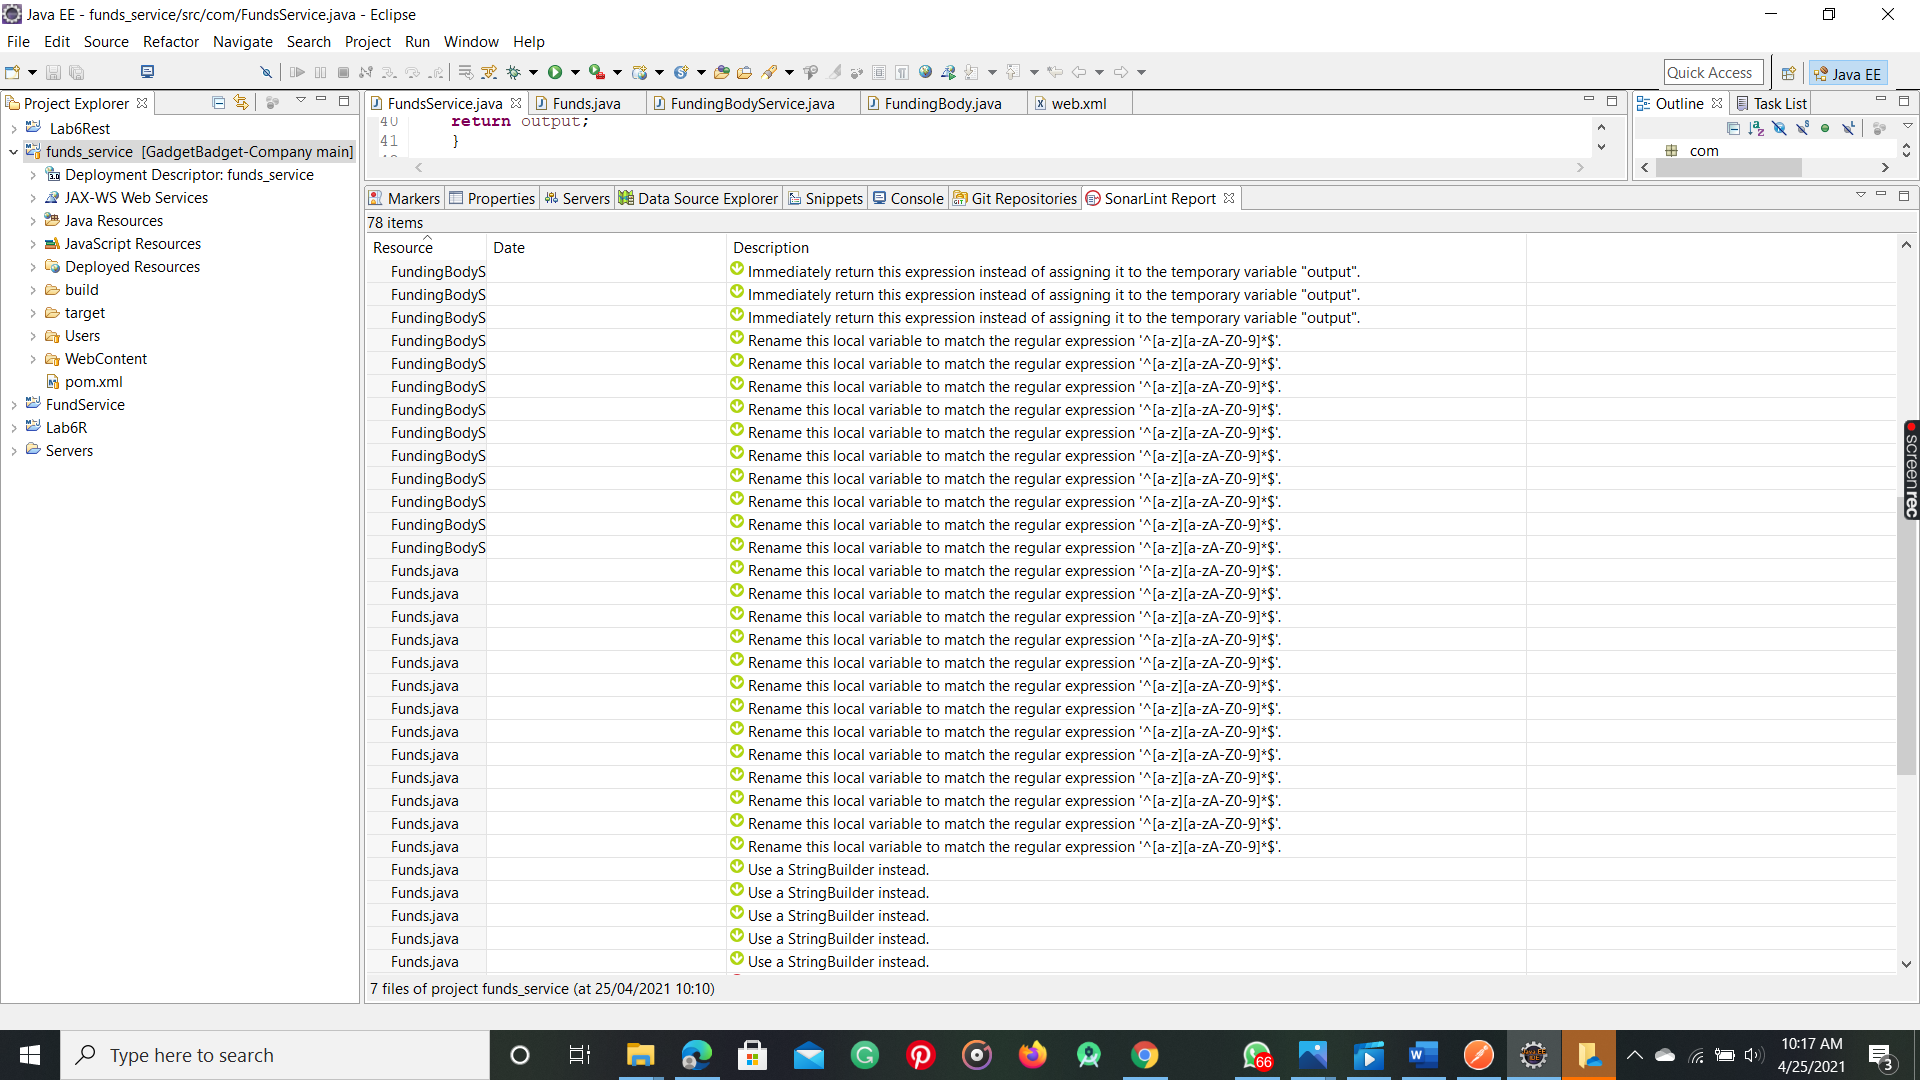 Java EE - funds_service/src/com/FundsService.java - Eclipse
File Edit Source Refactor Navigate Search Project Run Window Help
Quick Access
Java EE
Project Explorer
FundsService.java Funds.java FundingBodyService.java FundingBody.java web.xml
Outline Task List
Lab6Rest
funds_service [GadgetBadget-Company main]
Deployment Descriptor: funds_service
JAX-WS Web Services
Java Resources
JavaScript Resources
Deployed Resources
build
target
Users
WebContent
pom.xml
FundService
Lab6R
Servers
40 return output;
41 }
com
Markers Properties Servers Data Source Explorer Snippets Console Git Repositories SonarLint Report
78 items
Resource Date Description
FundingBodyS Immediately return this expression instead of assigning it to the temporary variable "output".
FundingBodyS Immediately return this expression instead of assigning it to the temporary variable "output".
FundingBodyS Immediately return this expression instead of assigning it to the temporary variable "output".
FundingBodyS Rename this local variable to match the regular expression '^[a-z][a-zA-Z0-9]*$'.
FundingBodyS Rename this local variable to match the regular expression '^[a-z][a-zA-Z0-9]*$'.
FundingBodyS Rename this local variable to match the regular expression '^[a-z][a-zA-Z0-9]*$'.
FundingBodyS Rename this local variable to match the regular expression '^[a-z][a-zA-Z0-9]*$'.
FundingBodyS Rename this local variable to match the regular expression '^[a-z][a-zA-Z0-9]*$'.
FundingBodyS Rename this local variable to match the regular expression '^[a-z][a-zA-Z0-9]*$'.
FundingBodyS Rename this local variable to match the regular expression '^[a-z][a-zA-Z0-9]*$'.
FundingBodyS Rename this local variable to match the regular expression '^[a-z][a-zA-Z0-9]*$'.
FundingBodyS Rename this local variable to match the regular expression '^[a-z][a-zA-Z0-9]*$'.
FundingBodyS Rename this local variable to match the regular expression '^[a-z][a-zA-Z0-9]*$'.
Funds.java Rename this local variable to match the regular expression '^[a-z][a-zA-Z0-9]*$'.
Funds.java Rename this local variable to match the regular expression '^[a-z][a-zA-Z0-9]*$'.
Funds.java Rename this local variable to match the regular expression '^[a-z][a-zA-Z0-9]*$'.
Funds.java Rename this local variable to match the regular expression '^[a-z][a-zA-Z0-9]*$'.
Funds.java Rename this local variable to match the regular expression '^[a-z][a-zA-Z0-9]*$'.
Funds.java Rename this local variable to match the regular expression '^[a-z][a-zA-Z0-9]*$'.
Funds.java Rename this local variable to match the regular expression '^[a-z][a-zA-Z0-9]*$'.
Funds.java Rename this local variable to match the regular expression '^[a-z][a-zA-Z0-9]*$'.
Funds.java Rename this local variable to match the regular expression '^[a-z][a-zA-Z0-9]*$'.
Funds.java Rename this local variable to match the regular expression '^[a-z][a-zA-Z0-9]*$'.
Funds.java Rename this local variable to match the regular expression '^[a-z][a-zA-Z0-9]*$'.
Funds.java Rename this local variable to match the regular expression '^[a-z][a-zA-Z0-9]*$'.
Funds.java Rename this local variable to match the regular expression '^[a-z][a-zA-Z0-9]*$'.
Funds.java Use a StringBuilder instead.
Funds.java Use a StringBuilder instead.
Funds.java Use a StringBuilder instead.
Funds.java Use a StringBuilder instead.
Funds.java Use a StringBuilder instead.
7 files of project funds_service (at 25/04/2021 10:10)
screenrec
Type here to search
66
10:17 AM
4/25/2021
3